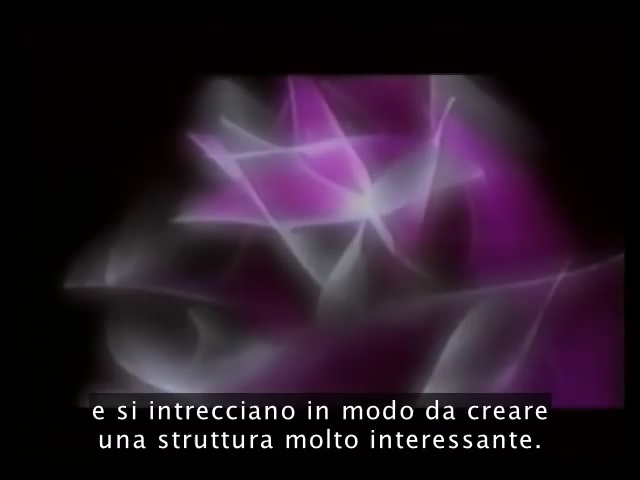 e si intrecciano in modo da creare
una struttura molto interessante.